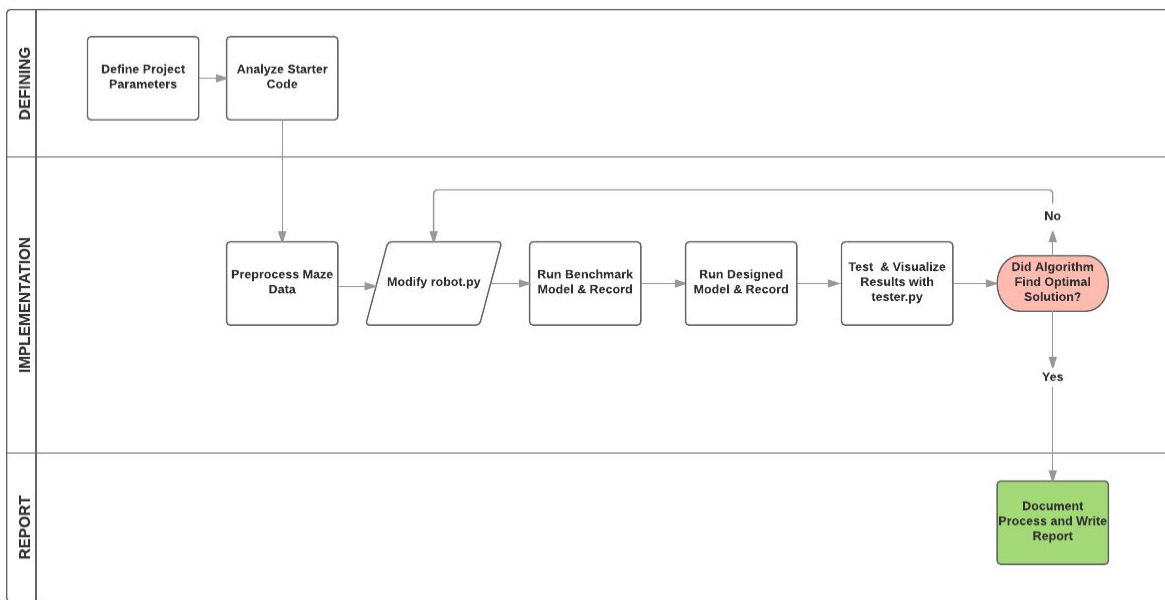 DEFINING
Define Project
Parameters
Analyze Starter
Code
IMPLEMENTATION
Preprocess Maze
Data
Modify robot.py
Run Benchmark
Model & Record
Run Designed
Model & Record
Test & Visualize
Results with
tester.py
No
Did Algorithm
Find Optimal
Solution?
Yes
REPORT
Document
Process and Write
Report